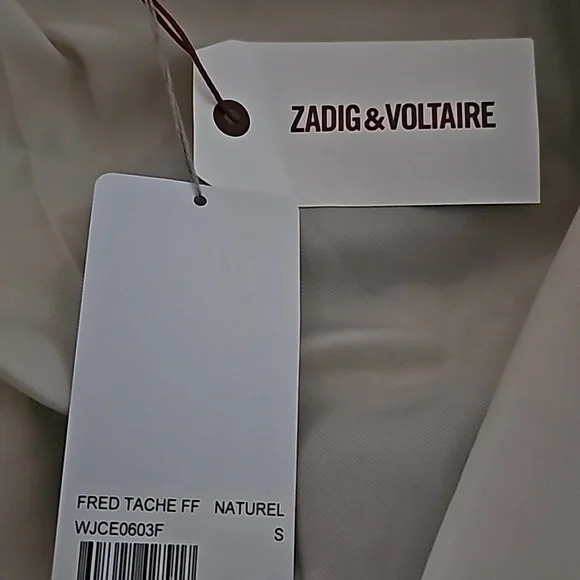 ZADIG&VOLTAIRE
FRED TACHE FF NATUREL
WJCE0603F S